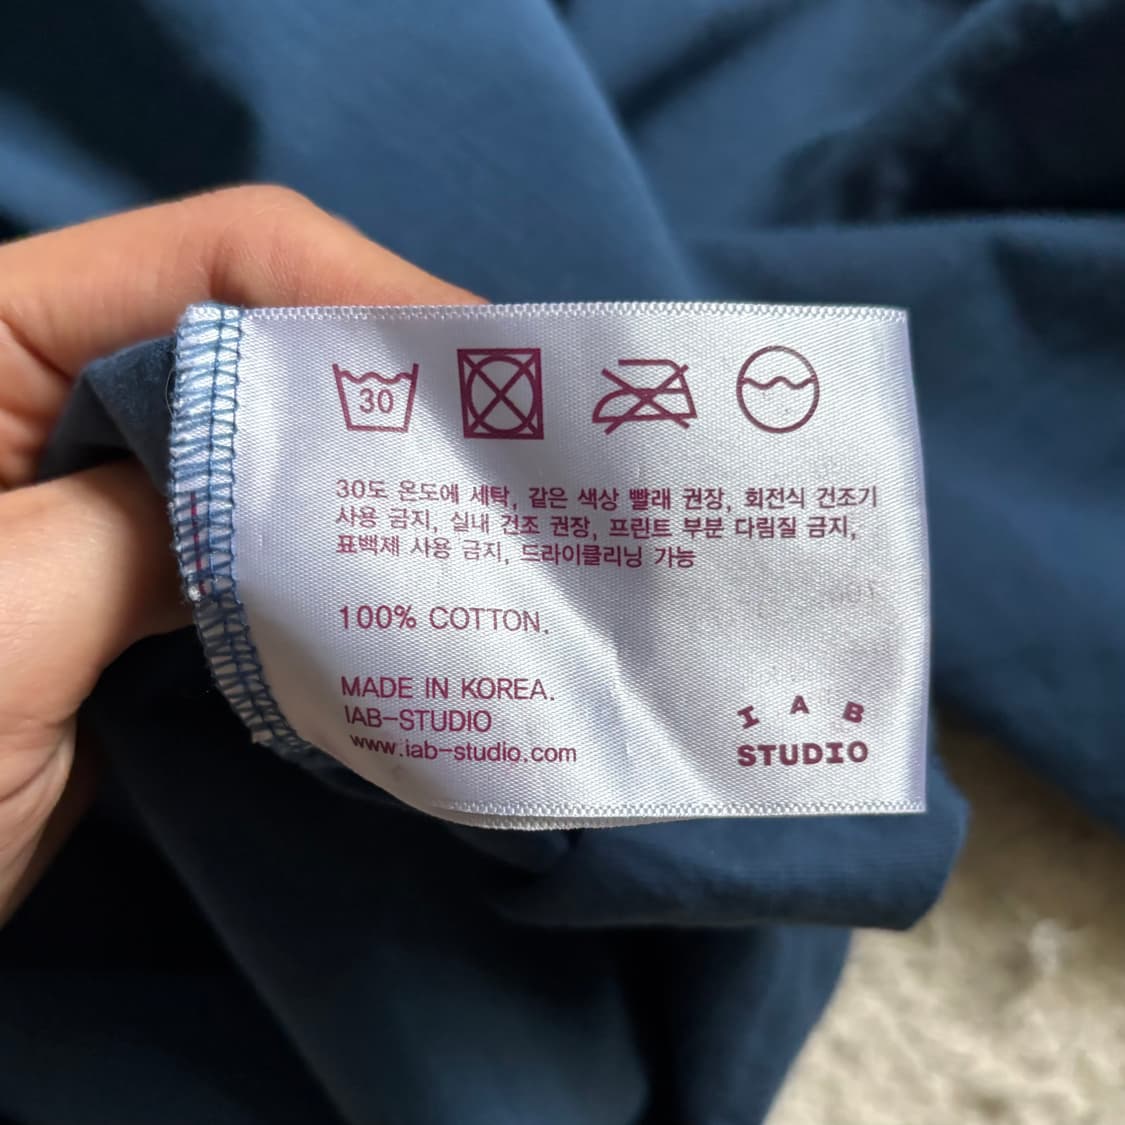 30
30도 온도에 세탁, 같은 색상 빨래 권장, 회전식 건조기
사용 금지, 실내 건조 권장, 프린트 부분 다림질 금지,
표백제 사용 금지, 드라이클리닝 가능
100% COTTON.
MADE IN KOREA.
IAB-STUDIO
www.iab-studio.com
IAB
STUDIO